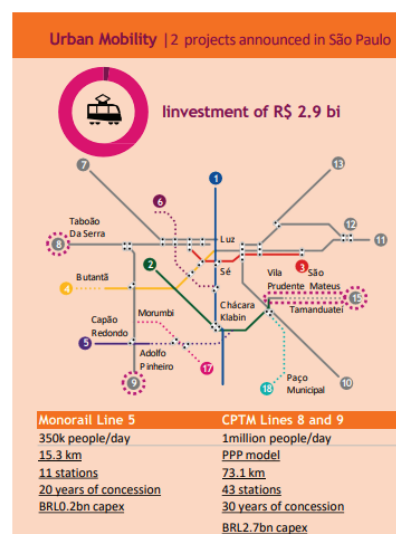 Urban Mobility | 2 projects announced in São Paulo
Iinvestment of R$ 2.9 bi
7
13
1
6
12
Taboão
Da Serra
Luz
11
8
2
Sé
3
Vila
São
Prudente
Mateus
Butantã
4
15
Tamanduateí
Capão
Redondo
Morumbi
Chácara
Klabin
5
Adolfo
Pinheiro
17
9
18
Paço
Municipal
10
Monorail Line 5
CPTM Lines 8 and 9
350k people/day
1million people/day
15.3 km
PPP model
11 stations
73.1 km
20 years of concession
43 stations
BRL0.2bn capex
30 years of concession
BRL2.7bn capex